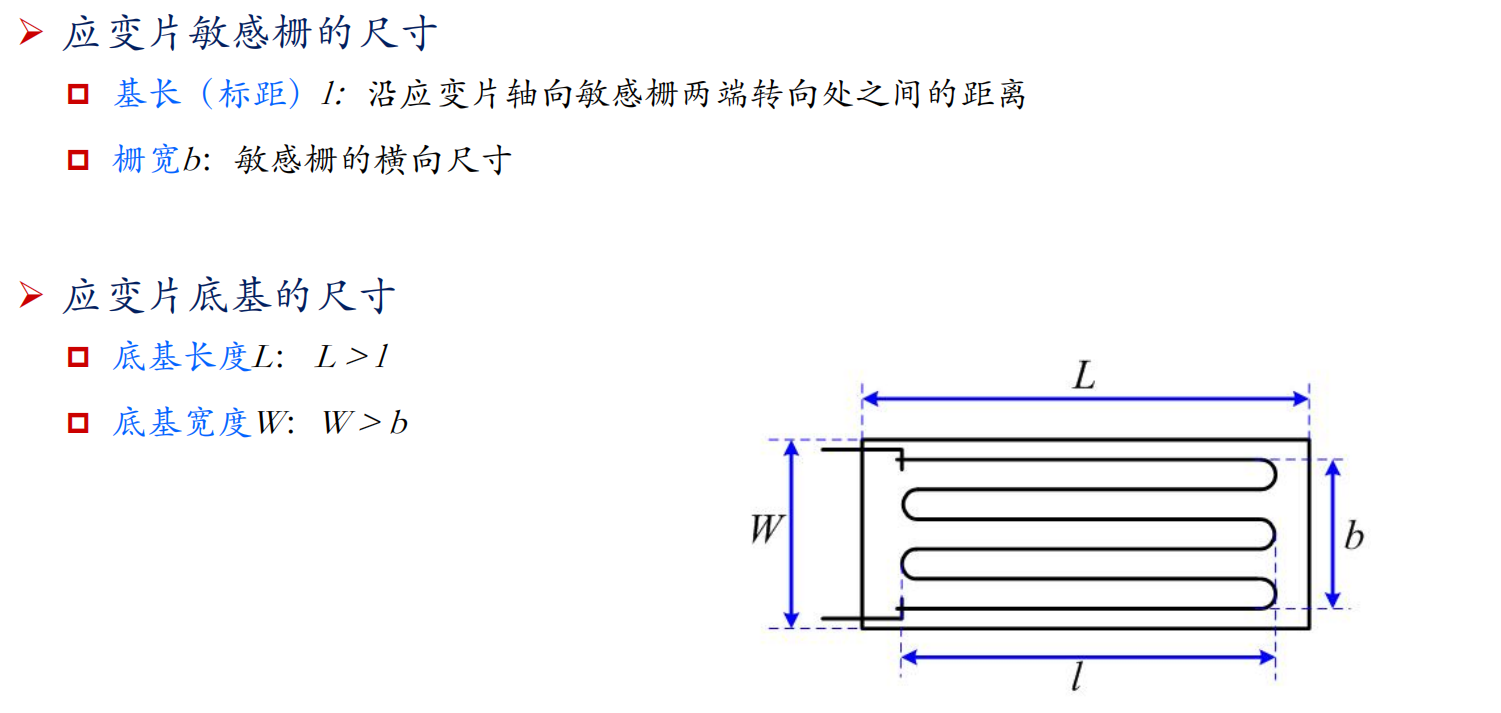 应变片敏感栅的尺寸
基长（标距）l：沿应变片轴向敏感栅两端转向处之间的距离
栅宽b：敏感栅的横向尺寸
应变片底基的尺寸
底基长度L： L > l
底基宽度W： W > b
L
W
b
l